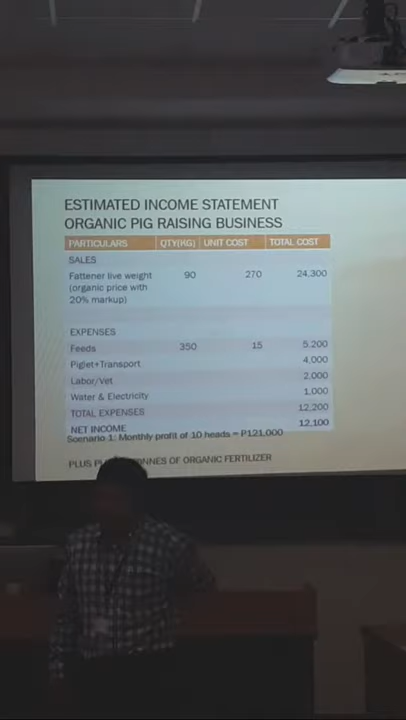 ESTIMATED INCOME STATEMENT
ORGANIC PIG RAISING BUSINESS
PARTICULARS QTY(KG) UNIT COST TOTAL COST
SALES
Fattener live weight 90 270 24,300
(organic price with
20% markup)
EXPENSES
Feeds 350 15 5,200
Piglet+Transport 4,000
Labor/Vet 2,000
Water & Electricity 1,000
TOTAL EXPENSES 12,200
NET INCOME 12,100
Scenario 1: Monthly profit of 10 heads = P121,000
PLUS OF ORGANIC FERTILIZER